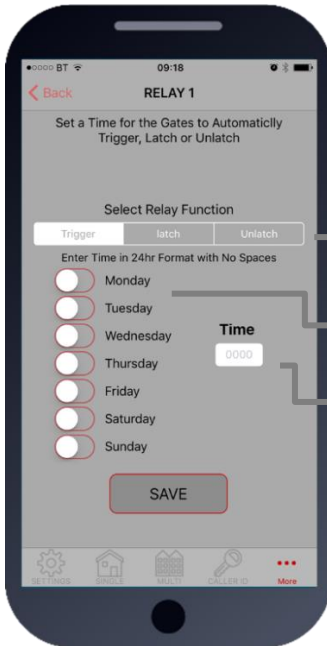 BT 09:18
Back RELAY 1
Set a Time for the Gates to Automaticlly
Trigger, Latch or Unlatch
Select Relay Function
Trigger latch Unlatch
Enter Time in 24hr Format with No Spaces
Monday
Tuesday
Wednesday
Thursday
Friday
Saturday
Sunday
Time
0000
SAVE
SETTINGS SINGLE MULTI CALLER ID More